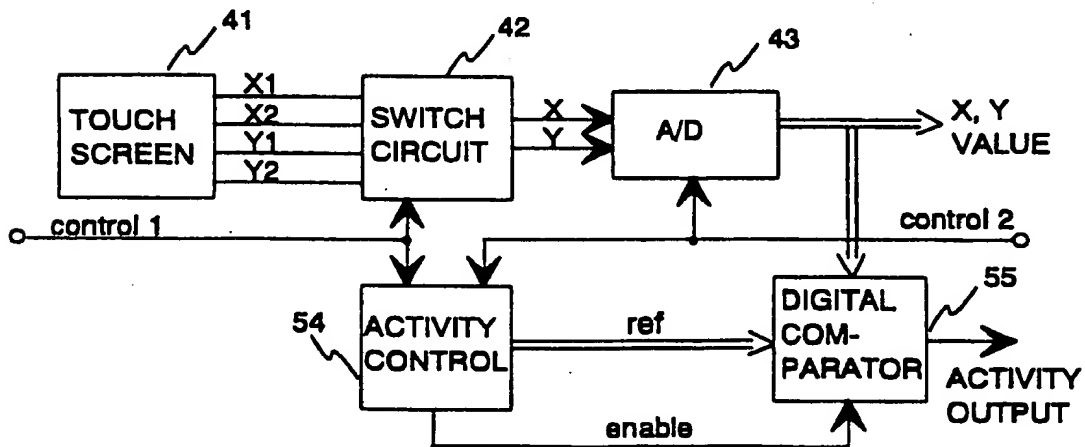 41
42
43
X1
X2
Y1
Y2
TOUCH
SCREEN
SWITCH
CIRCUIT
X
Y
A/D
X, Y
VALUE
control 1
control 2
54
ACTIVITY
CONTROL
ref
DIGITAL
COM-
PARATOR
55
ACTIVITY
OUTPUT
enable